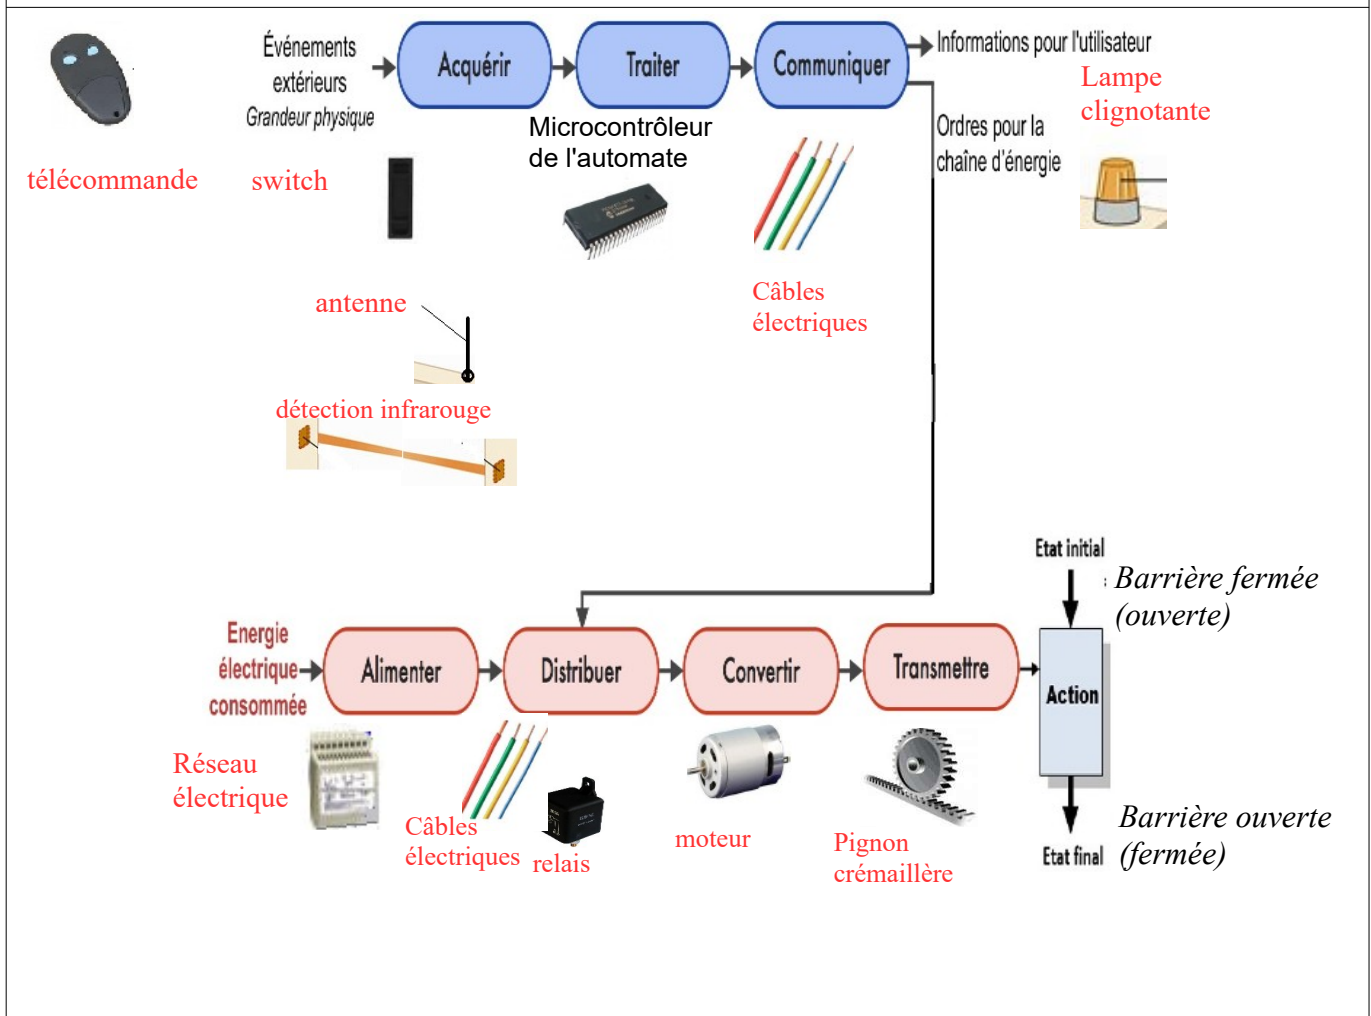 Événements
extérieurs
Grandeur physique
Acquérir
Traiter
Communiquer
Informations pour l'utilisateur
Lampe
clignotante
Ordres pour la
chaîne d'énergie
Microcontrôleur
de l'automate
télécommande
switch
Câbles
électriques
antenne
détection infrarouge
Etat initial
Barrière fermée
(ouverte)
Energie
électrique
consommée
Alimenter
Distribuer
Convertir
Transmettre
Action
Réseau
électrique
Câbles
électriques
relais
moteur
Pignon
crémaillère
Barrière ouverte
(fermée)
Etat final